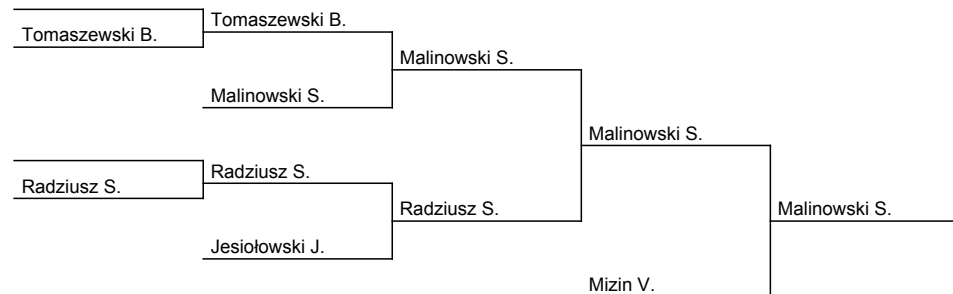 Tomaszewski B.
Tomaszewski B.
Malinowski S.
Malinowski S.
Malinowski S.
Radziusz S.
Radziusz S.
Radziusz S.
Malinowski S.
Jesiołowski J.
Mizin V.